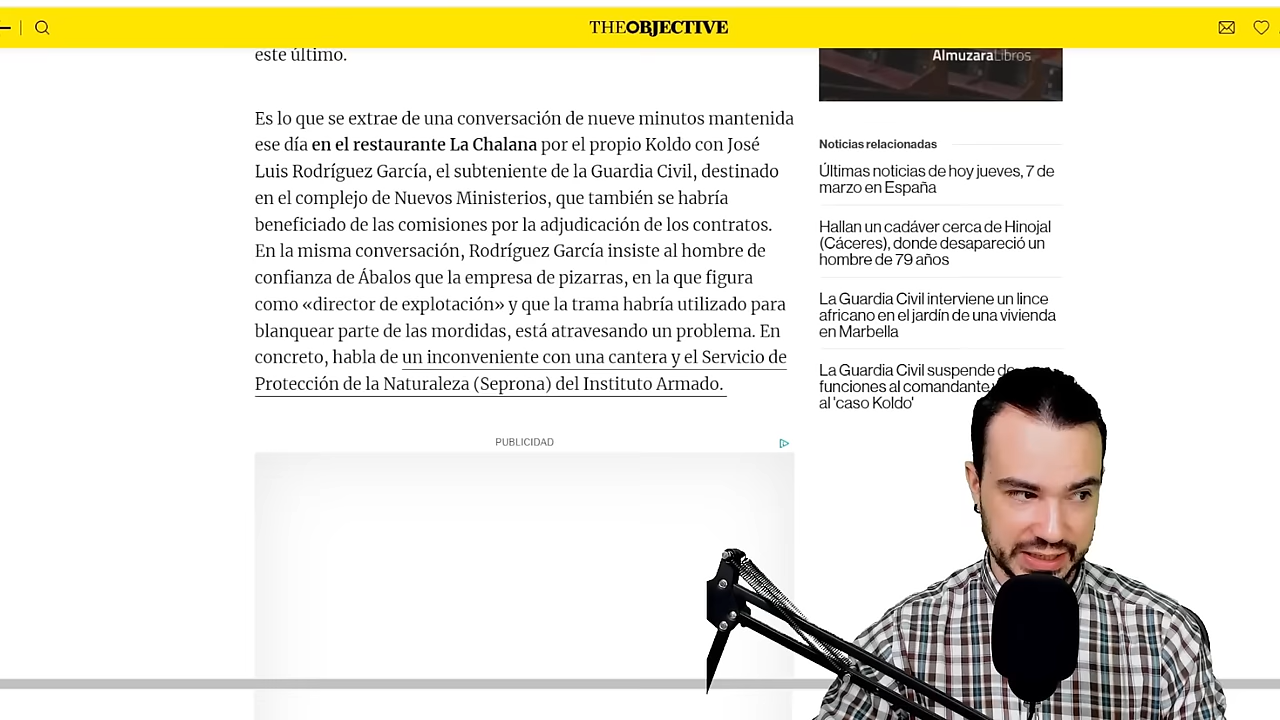 THE OBJECTIVE
este último.
Es lo que se extrae de una conversación de nueve minutos mantenida
ese día en el restaurante La Chalana por el propio Koldo con José
Luis Rodríguez García, el subteniente de la Guardia Civil, destinado
en el complejo de Nuevos Ministerios, que también se habría
beneficiado de las comisiones por la adjudicación de los contratos.
En la misma conversación, Rodríguez García insiste al hombre de
confianza de Ábalos que la empresa de pizarras, en la que figura
como «director de explotación» y que la trama habría utilizado para
blanquear parte de las mordidas, está atravesando un problema. En
concreto, habla de un inconveniente con una cantera y el Servicio de
Protección de la Naturaleza (Seprona) del Instituto Armado.
PUBLICIDAD
AlmuzaraLibros
Noticias relacionadas
Últimas noticias de hoy jueves, 7 de
marzo en España
Hallan un cadáver cerca de Hinojal
(Cáceres), donde desapareció un
hombre de 79 años
La Guardia Civil interviene un lince
africano en el jardín de una vivienda
en Marbella
La Guardia Civil suspende de
funciones al comandante
al 'caso Koldo'